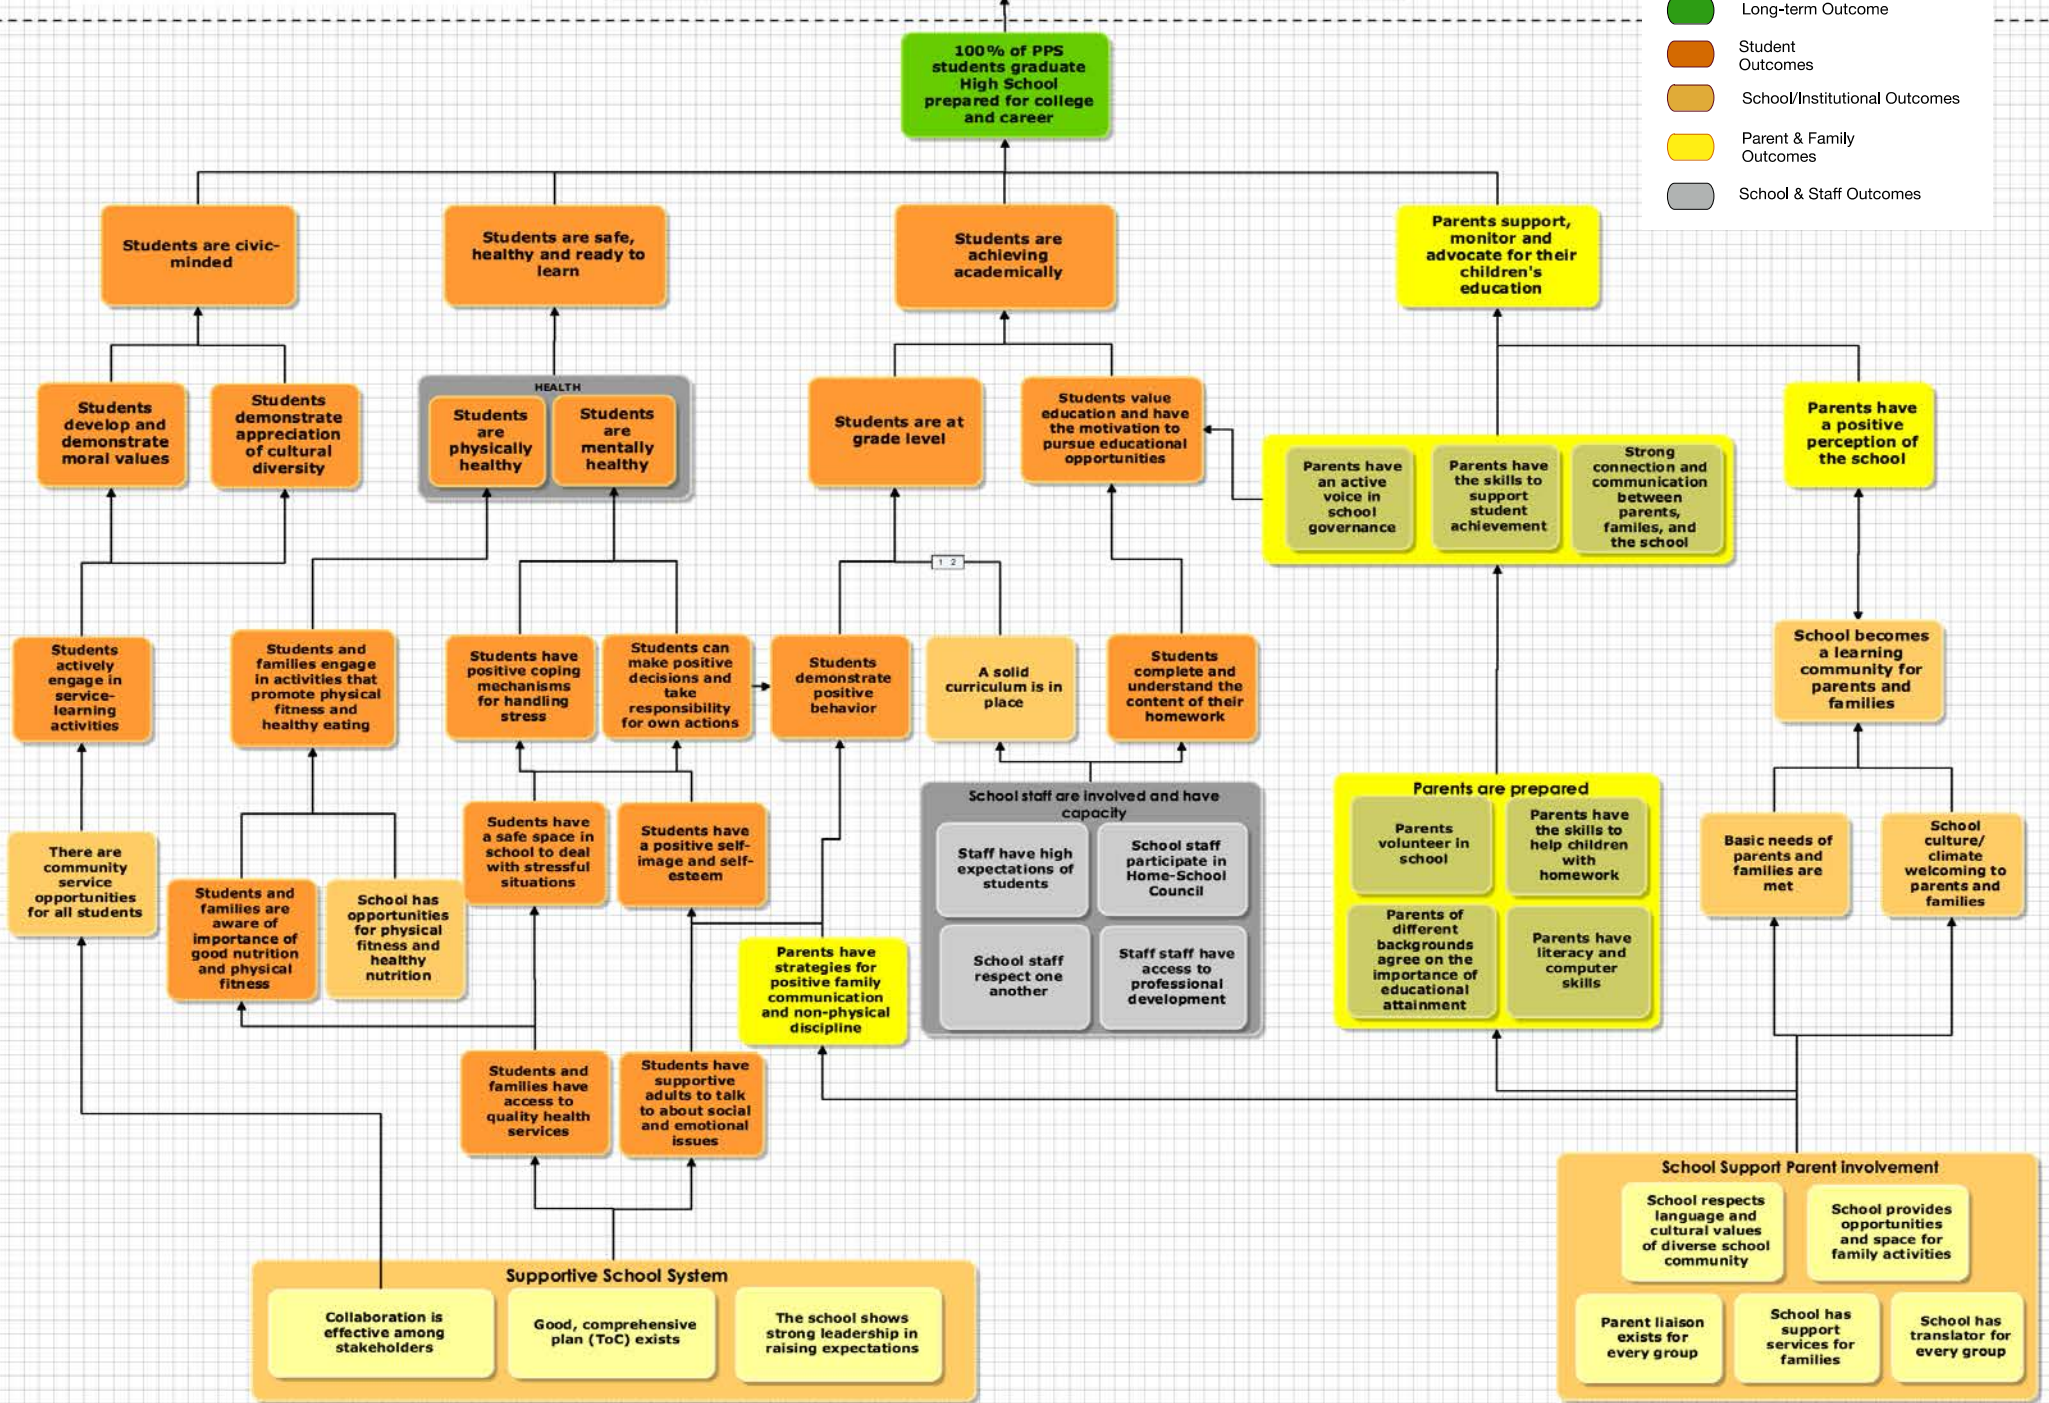 Long-term Outcome
Student
Outcomes
School/Institutional Outcomes
Parent & Family
Outcomes
School & Staff Outcomes
100% of PPS
students graduate
High School
prepared for college
and career
Students are civic-
minded
Students are safe,
healthy and ready to
learn
Students are
achieving
academically
Parents support,
monitor and
advocate for their
children's
education
Students
develop and
demonstrate
moral values
Students
demonstrate
appreciation
of cultural
diversity
HEALTH
Students
are
physically
healthy
Students
are
mentally
healthy
Students are at
grade level
Students value
education and have
the motivation to
pursue educational
opportunities
Parents have
an active
voice in
school
governance
Parents have
the skills to
support
student
achievement
Strong
connection and
communication
between
parents,
familes, and
the school
Parents have
a positive
perception of
the school
1 2
Students
actively
engage in
service-
learning
activities
Students and
families engage
in activities that
promote physical
fitness and
healthy eating
Students have
positive coping
mechanisms
for handling
stress
Students can
make positive
decisions and
take
responsibility
for own actions
Students
demonstrate
positive
behavior
A solid
curriculum is in
place
Students
complete and
understand the
content of their
homework
School becomes
a learning
community for
parents and
families
There are
community
service
opportunities
for all students
Students and
families are
aware of
importance of
good nutrition
and physical
fitness
School has
opportunities
for physical
fitness and
healthy
nutrition
Sudents have
a safe space in
school to deal
with stressful
situations
Students have
a positive self-
image and self-
esteem
Parents have
strategies for
positive family
communication
and non-physical
discipline
School staff are involved and have
capacity
Staff have high
expectations of
students
School staff
participate in
Home-School
Council
School staff
respect one
another
Staff staff have
access to
professional
development
Parents are prepared
Parents
volunteer in
school
Parents have
the skills to
help children
with
homework
Parents of
different
backgrounds
agree on the
importance of
educational
attainment
Parents have
literacy and
computer
skills
Basic needs of
parents and
families are
met
School
culture/
climate
welcoming to
parents and
families
Students and
families have
access to
quality health
services
Students have
supportive
adults to talk
to about social
and emotional
issues
Supportive School System
Collaboration is
effective among
stakeholders
Good, comprehensive
plan (ToC) exists
The school shows
strong leadership in
raising expectations
School Support Parent involvement
School respects
language and
cultural values
of diverse school
community
School provides
opportunities
and space for
family activities
Parent liaison
exists for
every group
School has
support
services for
families
School has
translator for
every group